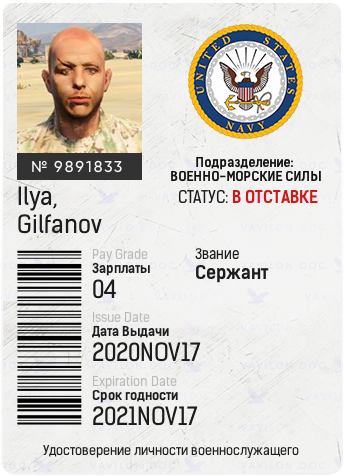 UNITED STATES
NAVY
№ 9891833
Подразделение:
ВОЕННО-МОРСКИЕ СИЛЫ
СТАТУС: В ОТСТАВКЕ
Ilya,
Gilfanov
Pay Grade
Зарплаты
04
Звание
Сержант
Issue Date
Дата Выдачи
2020NOV17
Expiration Date
Срок годности
2021NOV17
Удостоверение личности военнослужащего